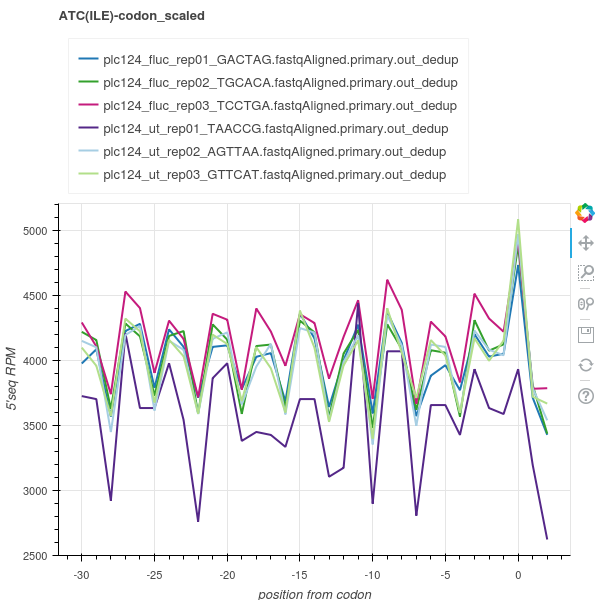 ATC(ILE)-codon_scaled
plc124_fluc_rep01_GACTAG.fastqAligned.primary.out_dedup
plc124_fluc_rep02_TGCACA.fastqAligned.primary.out_dedup
plc124_fluc_rep03_TCCTGA.fastqAligned.primary.out_dedup
plc124_ut_rep01_TAACCG.fastqAligned.primary.out_dedup
plc124_ut_rep02_AGTTAA.fastqAligned.primary.out_dedup
plc124_ut_rep03_GTTCAT.fastqAligned.primary.out_dedup
5000
4500
4000
3500
3000
2500
5'seq RPM
-30 -25 -20 -15 -10 -5 0
position from codon